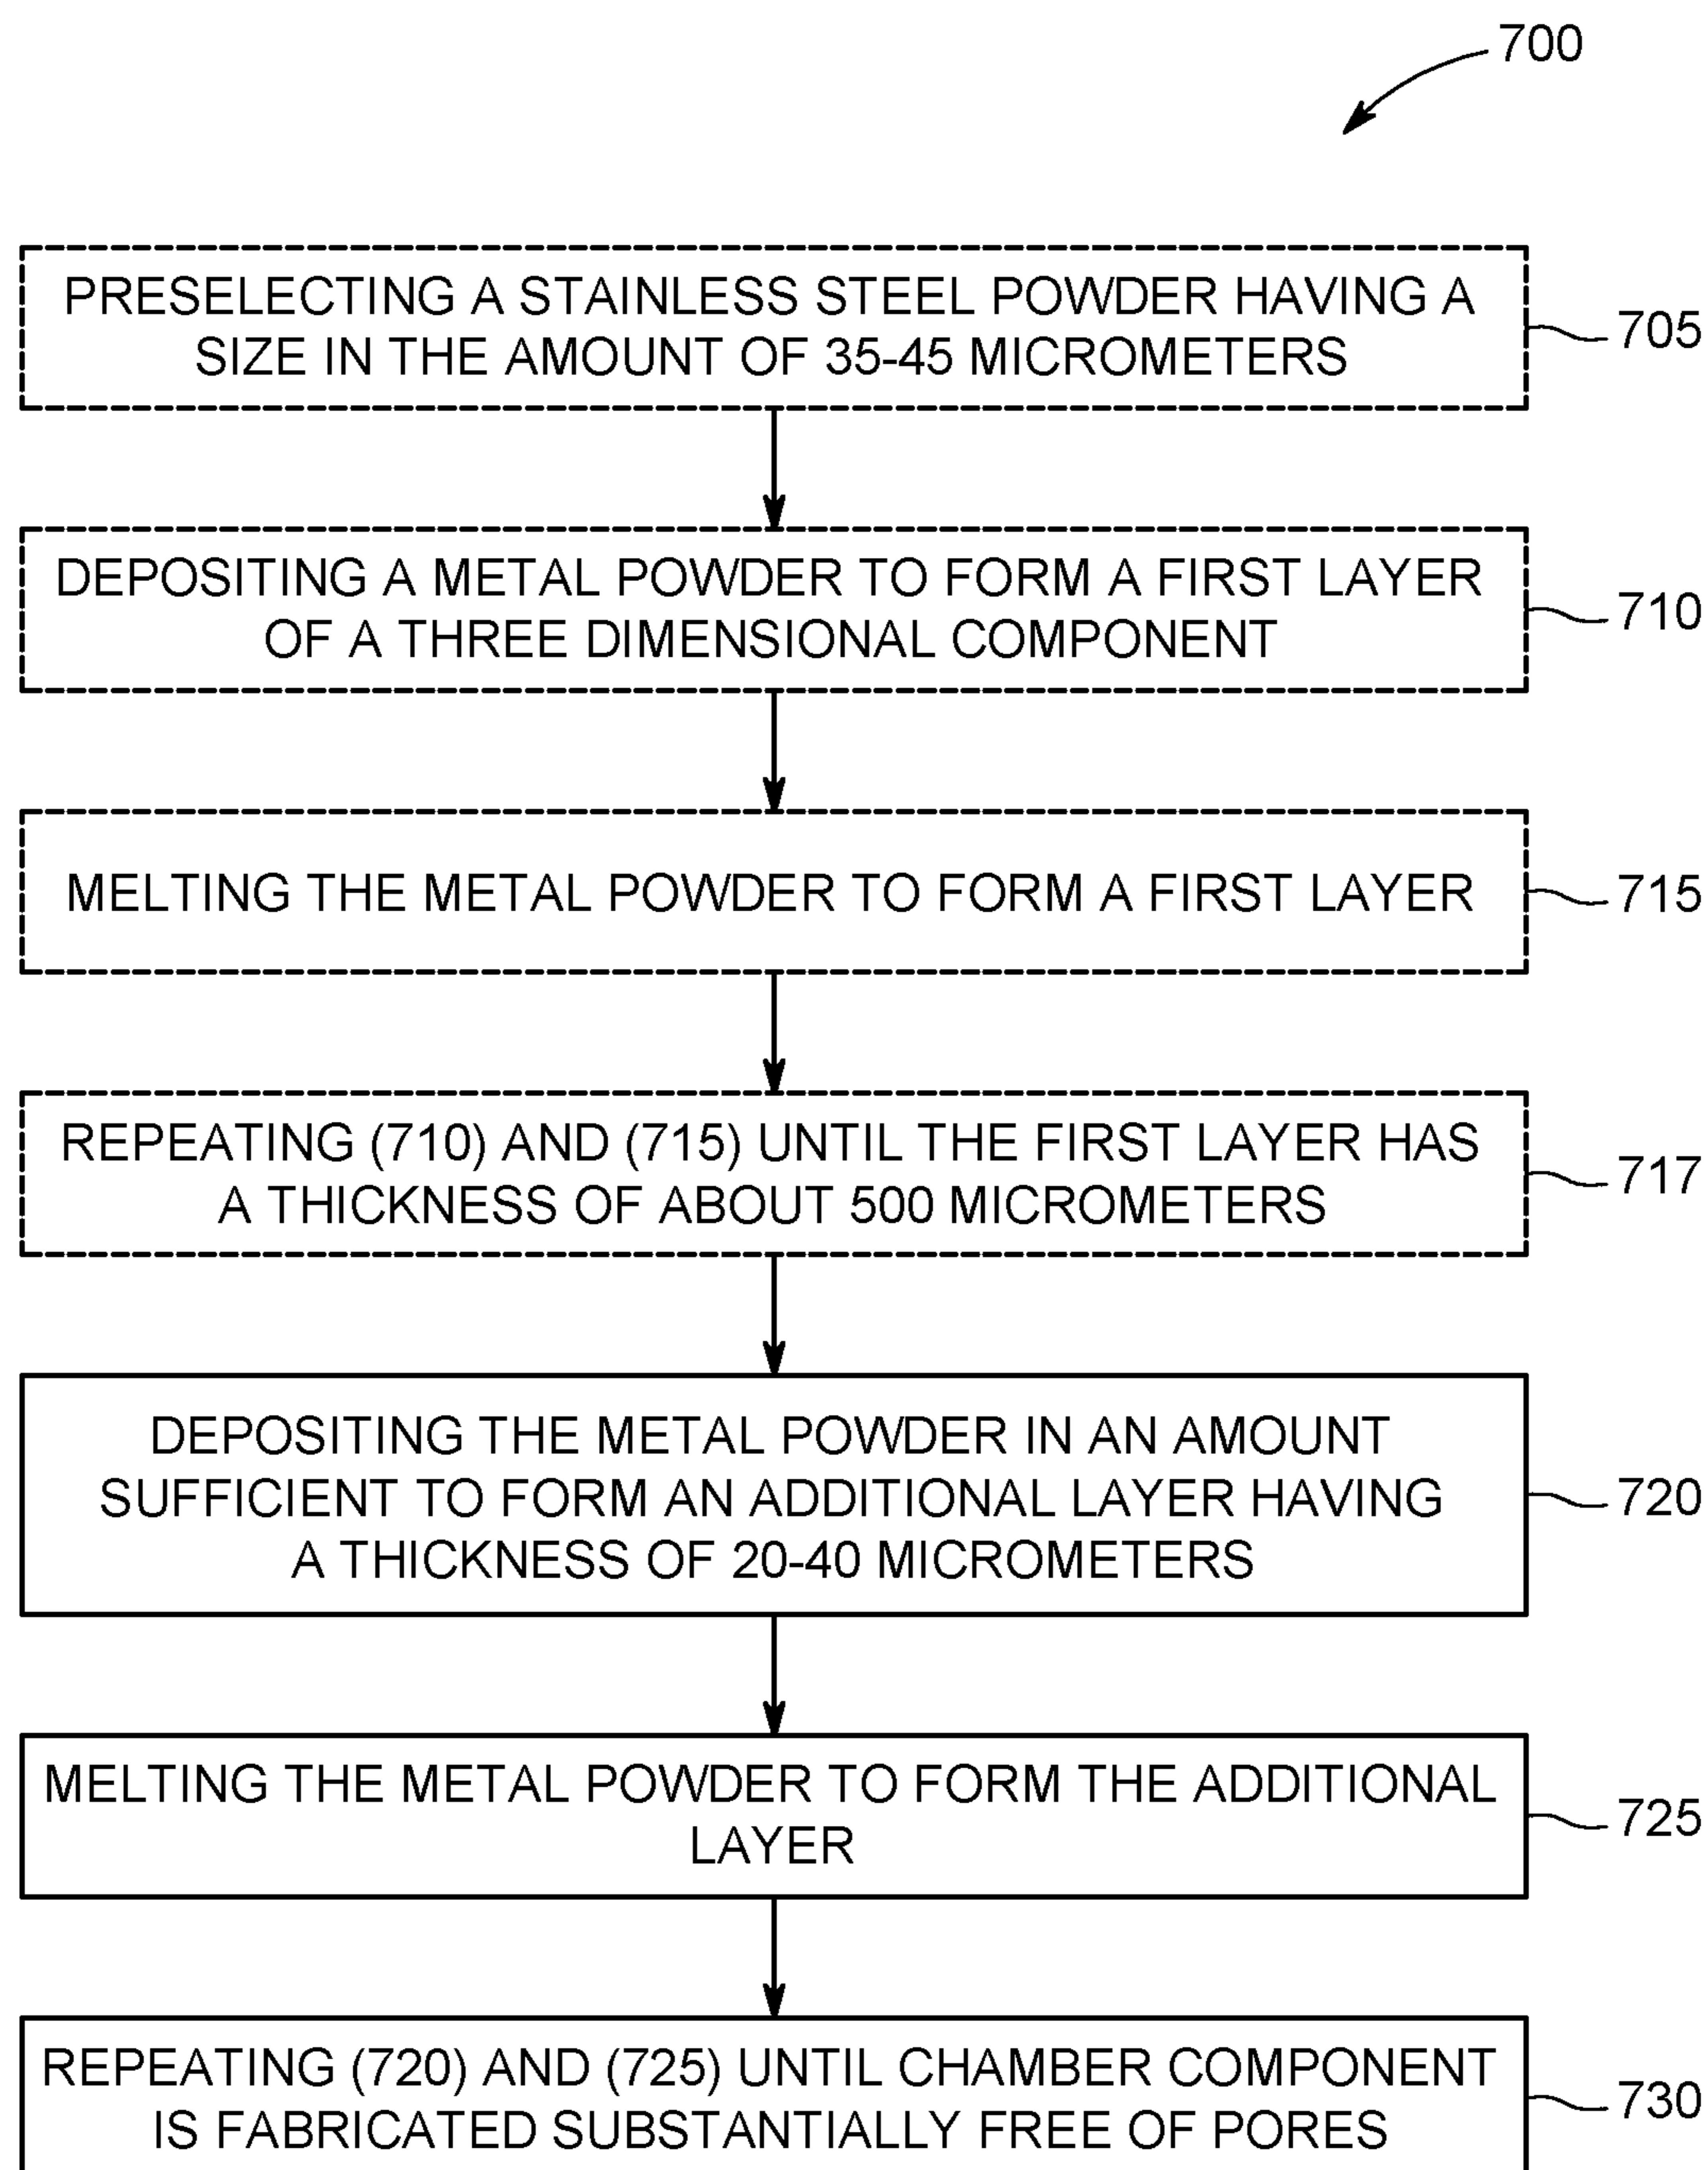 700
PRESELECTING A STAINLESS STEEL POWDER HAVING A
SIZE IN THE AMOUNT OF 35-45 MICROMETERS
705
DEPOSITING A METAL POWDER TO FORM A FIRST LAYER
OF A THREE DIMENSIONAL COMPONENT
710
MELTING THE METAL POWDER TO FORM A FIRST LAYER
715
REPEATING (710) AND (715) UNTIL THE FIRST LAYER HAS
A THICKNESS OF ABOUT 500 MICROMETERS
717
DEPOSITING THE METAL POWDER IN AN AMOUNT
SUFFICIENT TO FORM AN ADDITIONAL LAYER HAVING
A THICKNESS OF 20-40 MICROMETERS
720
MELTING THE METAL POWDER TO FORM THE ADDITIONAL
LAYER
725
REPEATING (720) AND (725) UNTIL CHAMBER COMPONENT
IS FABRICATED SUBSTANTIALLY FREE OF PORES
730